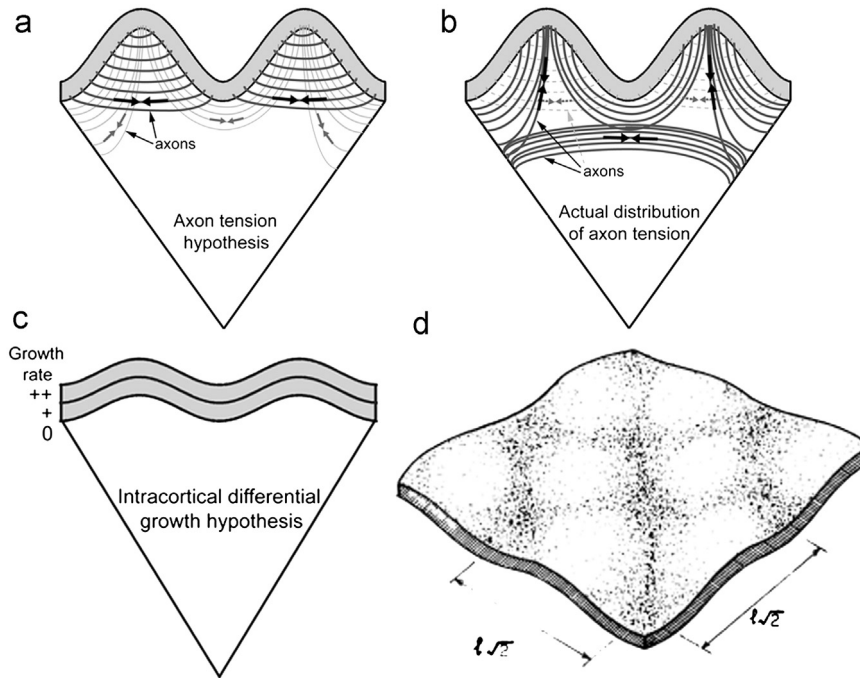 a
axons
Axon tension
hypothesis
b
axons
Actual distribution
of axon tension
c
Growth
rate
++
+
0
Intracortical differential
growth hypothesis
d
l√2
l√2